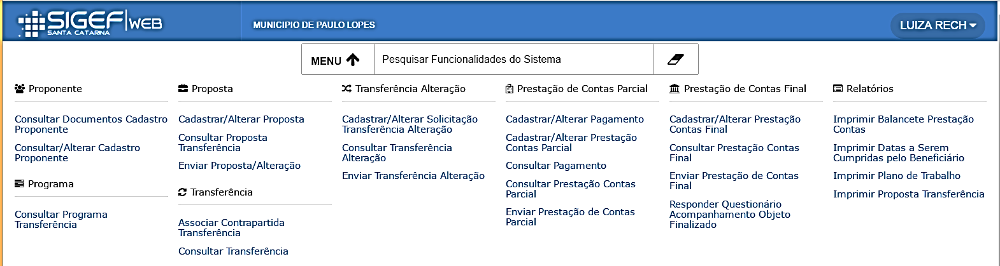 SIGEF WEB
SANTA CATARINA
MUNICIPIO DE PAULO LOPES
LUIZA RECH
MENU
Pesquisar Funcionalidades do Sistema
Proponente
Consultar Documentos Cadastro
Proponente
Consultar/Alterar Cadastro
Proponente
Programa
Consultar Programa
Transferência
Proposta
Cadastrar/Alterar Proposta
Consultar Proposta
Transferência
Enviar Proposta/Alteração
Transferência
Associar Contrapartida
Transferência
Consultar Transferência
Transferência Alteração
Cadastrar/Alterar Solicitação
Transferência Alteração
Consultar Transferência
Alteração
Enviar Transferência Alteração
Prestação de Contas Parcial
Cadastrar/Alterar Pagamento
Cadastrar/Alterar Prestação
Contas Parcial
Consultar Pagamento
Consultar Prestação Contas
Parcial
Enviar Prestação de Contas
Parcial
Prestação de Contas Final
Cadastrar/Alterar Prestação
Contas Final
Consultar Prestação Contas
Final
Enviar Prestação de Contas
Final
Responder Questionário
Acompanhamento Objeto
Finalizado
Relatórios
Imprimir Balancete Prestação
Contas
Imprimir Datas a Serem
Cumpridas pelo Beneficiário
Imprimir Plano de Trabalho
Imprimir Proposta Transferência